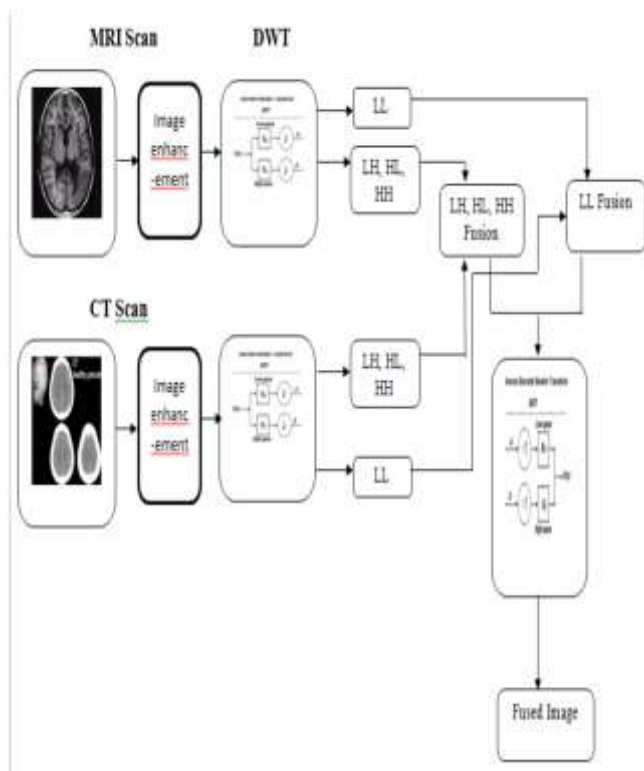 MRI Scan
DWT
Image
enhanc
-ement
LL
LH, HL,
HH
LH, HL, HH
Fusion
LL Fusion
CT Scan
Image
enhanc
-ement
LH, HL,
HH
LL
Fused Image